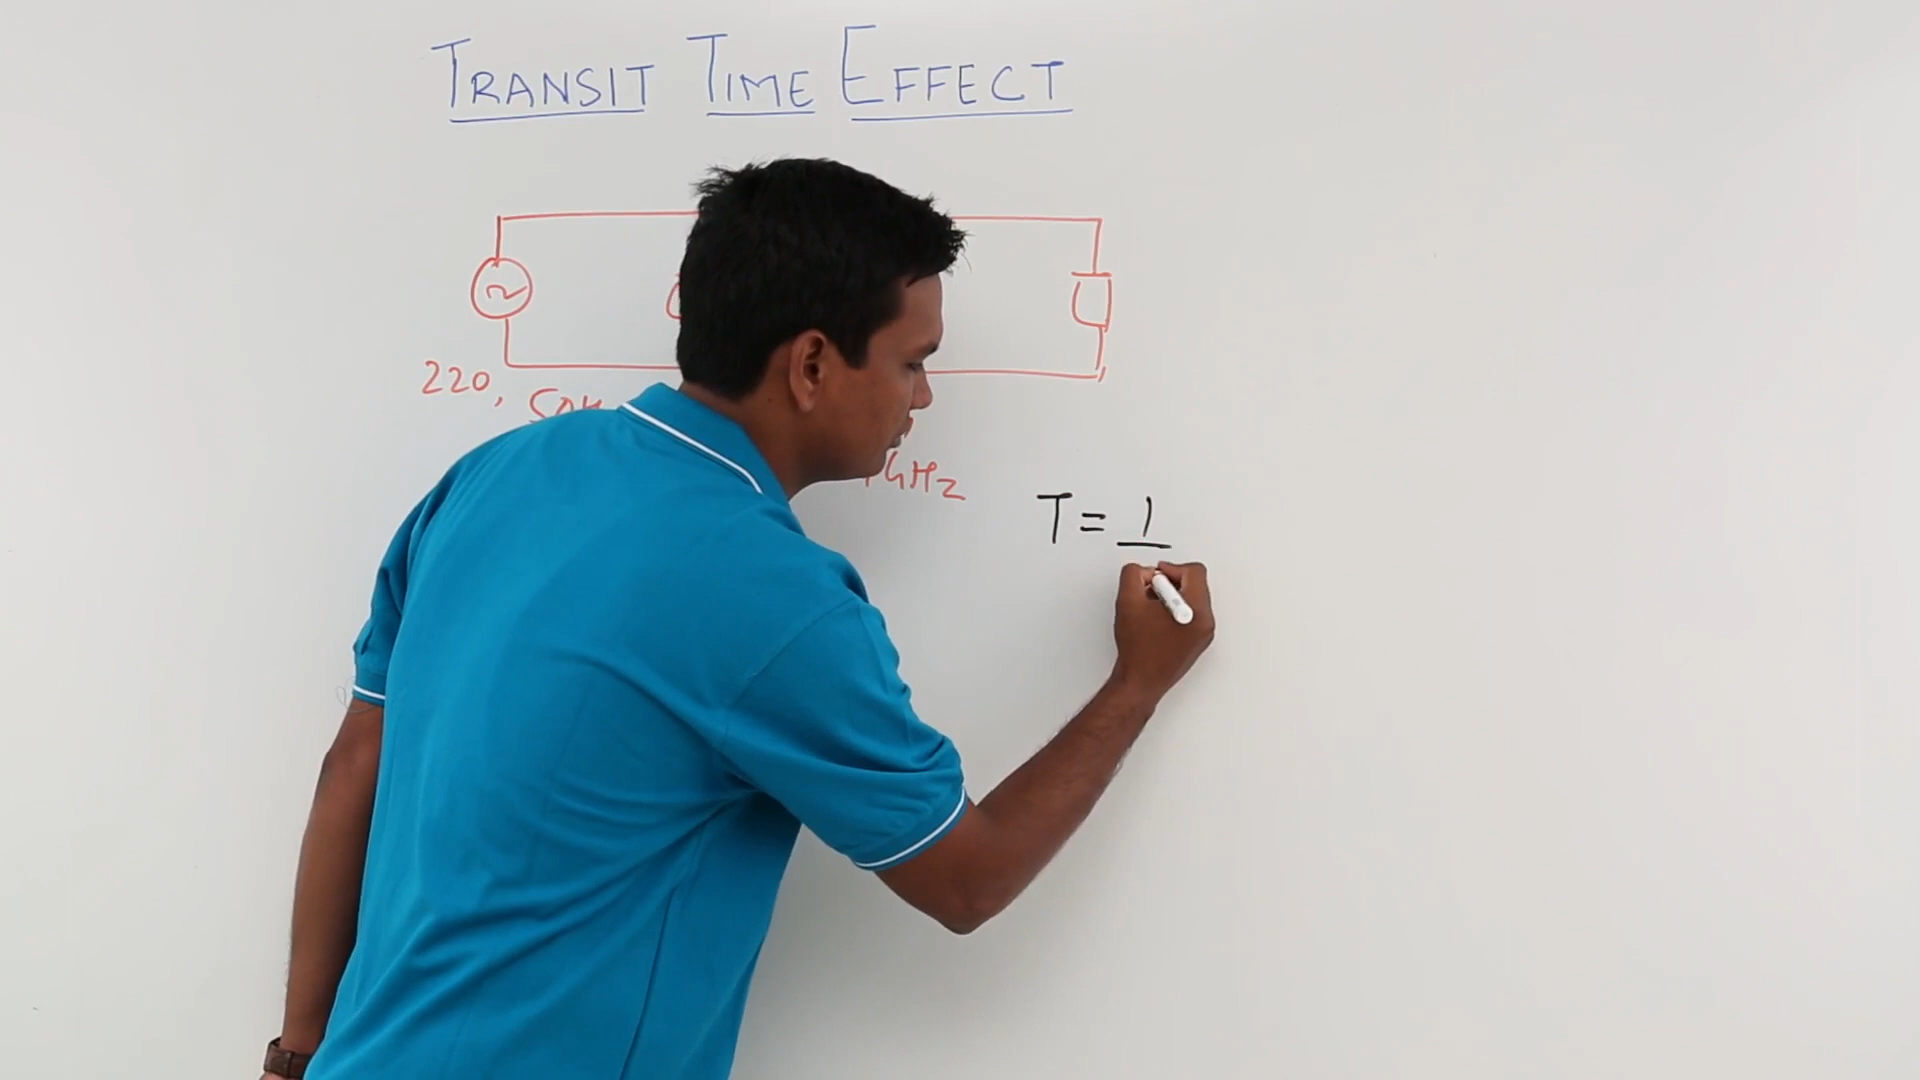 TRANSIT TIME EFFECT
220,
GHz
T = 1